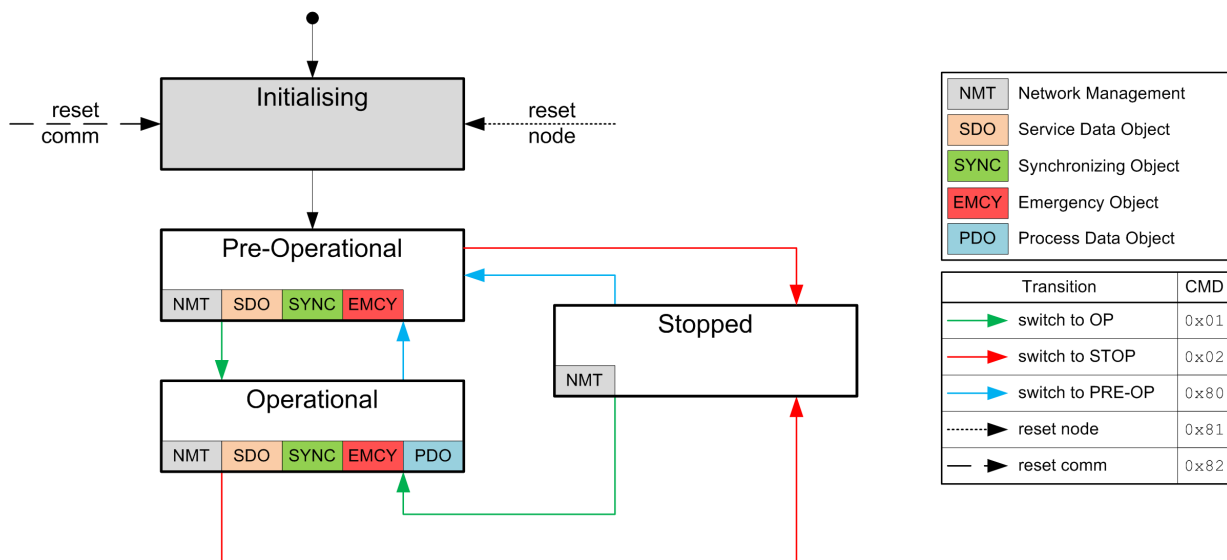 Initialising
reset
comm
reset
node
Pre-Operational
NMT SDO SYNC EMCY
Stopped
NMT
Operational
NMT SDO SYNC EMCY PDO
NMT Network Management
SDO Service Data Object
SYNC Synchronizing Object
EMCY Emergency Object
PDO Process Data Object
Transition CMD
switch to OP 0x01
switch to STOP 0x02
switch to PRE-OP 0x80
reset node 0x81
reset comm 0x82